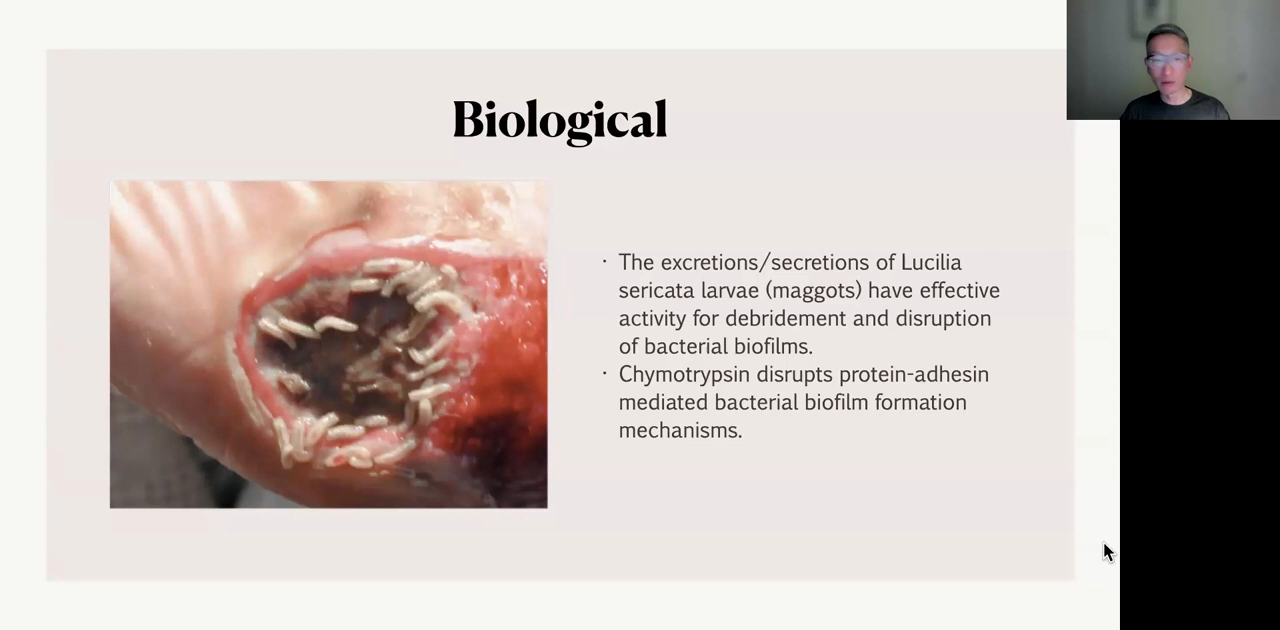 Biological
· The excretions/secretions of Lucilia
sericata larvae (maggots) have effective
activity for debridement and disruption
of bacterial biofilms.
· Chymotrypsin disrupts protein-adhesin
mediated bacterial biofilm formation
mechanisms.